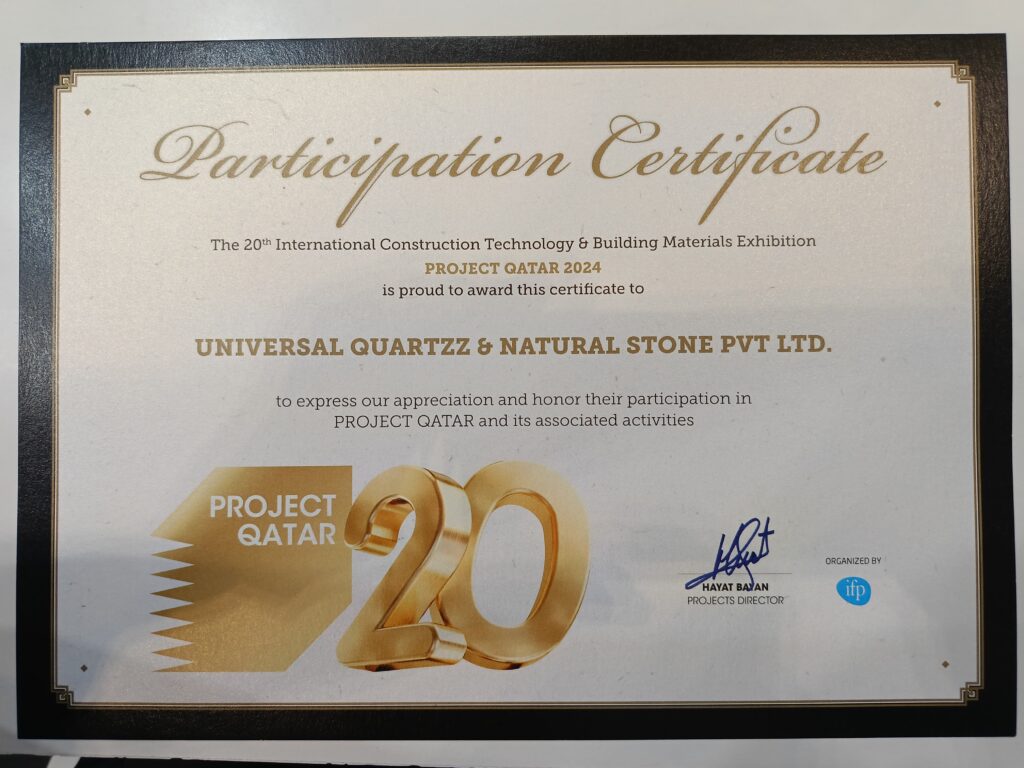 Participation Certificate
The 20th International Construction Technology & Building Materials Exhibition
PROJECT QATAR 2024
is proud to award this certificate to
UNIVERSAL QUARTZZ & NATURAL STONE PVT LTD.
to express our appreciation and honor their participation in
PROJECT QATAR and its associated activities
PROJECT
QATAR
20
HAYAT BAYAN
PROJECTS DIRECTOR
ORGANIZED BY
ifp